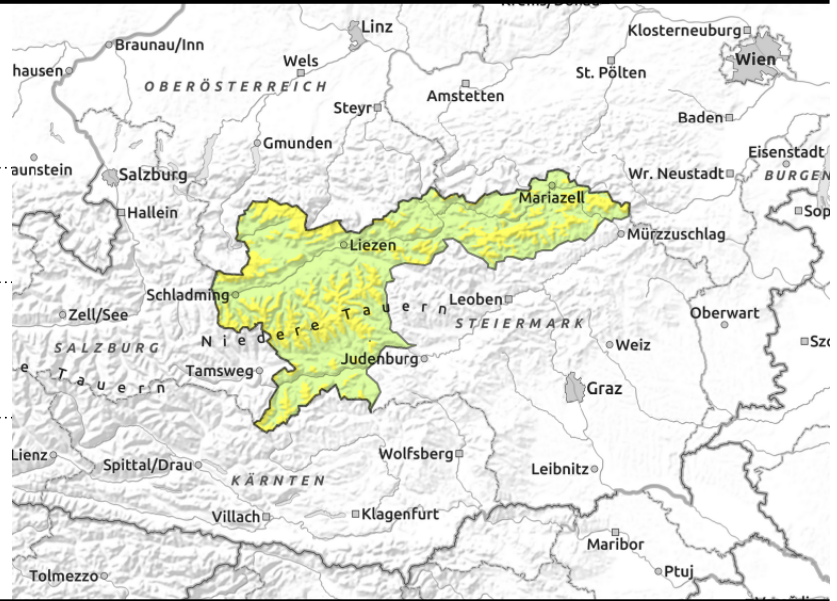 Linz
Klosterneuburg
Braunau/Inn
Wien
Wels
hausen
St. Pölten
OBERÖSTERREICH
Amstetten
Steyr
Baden
Gmunden
Eisenstadt
aunstein
Salzburg
Wr. Neustadt
BURGEN
Mariazell
Hallein
Sop
Mürzzuschlag
Liezen
Schladming
Leoben
Zell/See
Niedere Tauern
Oberwart
STEIERMARK
SALZBURG
Weiz
Szo
Judenburg
e Tauern
Tamsweg
Graz
Lienz
Wolfsberg
Spittal/Drau
Leibnitz
KÄRNTEN
Villach
Klagenfurt
Maribor
Tolmezzo
Ptuj